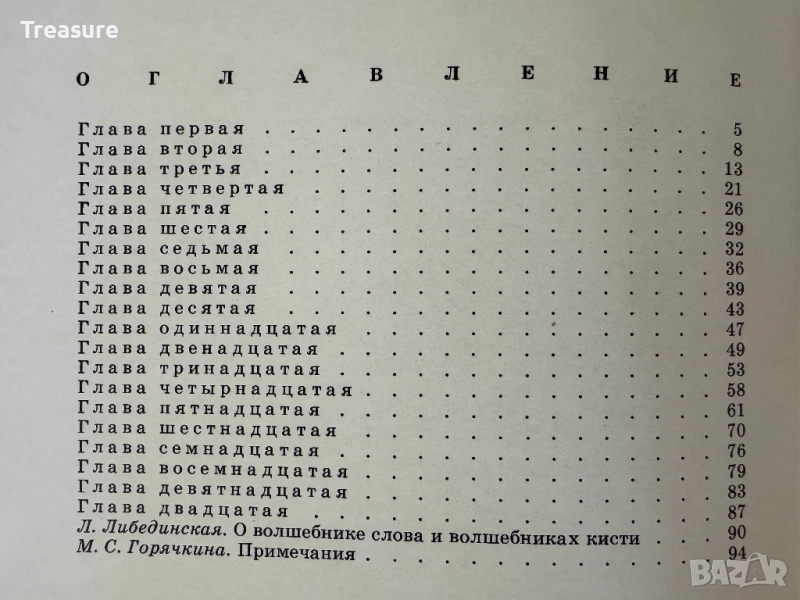 Treasure
ОГЛАВЛЕНИЕ
Глава первая . . . . . . . . . . . . . . . . . . 5
Глава вторая . . . . . . . . . . . . . . . . . 8
Глава третья . . . . . . . . . . . . . . . . . 13
Глава четвертая . . . . . . . . . . . . . . . . 21
Глава пятая . . . . . . . . . . . . . . . . . . 26
Глава шестая . . . . . . . . . . . . . . . . . . 29
Глава седьмая . . . . . . . . . . . . . . . . . 32
Глава восьмая . . . . . . . . . . . . . . . . . 36
Глава девятая . . . . . . . . . . . . . . . . . 39
Глава десятая . . . . . . . . . . . . . . . . . 43
Глава одиннадцатая . . . . . . . . . . . . . . 47
Глава двенадцатая . . . . . . . . . . . . . . . 49
Глава тринадцатая . . . . . . . . . . . . . . . 53
Глава четырнадцатая . . . . . . . . . . . . . . 58
Глава пятнадцатая . . . . . . . . . . . . . . . 61
Глава шестнадцатая . . . . . . . . . . . . . . 70
Глава семнадцатая . . . . . . . . . . . . . . . 76
Глава восемнадцатая . . . . . . . . . . . . . . 79
Глава девятнадцатая . . . . . . . . . . . . . . 83
Глава двадцатая . . . . . . . . . . . . . . . . 87
Л. Либединская. О волшебнике слова и волшебниках кисти . . . 90
М. С. Горячкина. Примечания . . . . . . . . . . . . . . 94
BAZAR